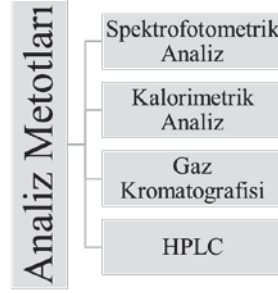 Analiz Metotları
Spektrofotometrik
Analiz
Kalorimetrik
Analiz
Gaz
Kromatografisi
HPLC